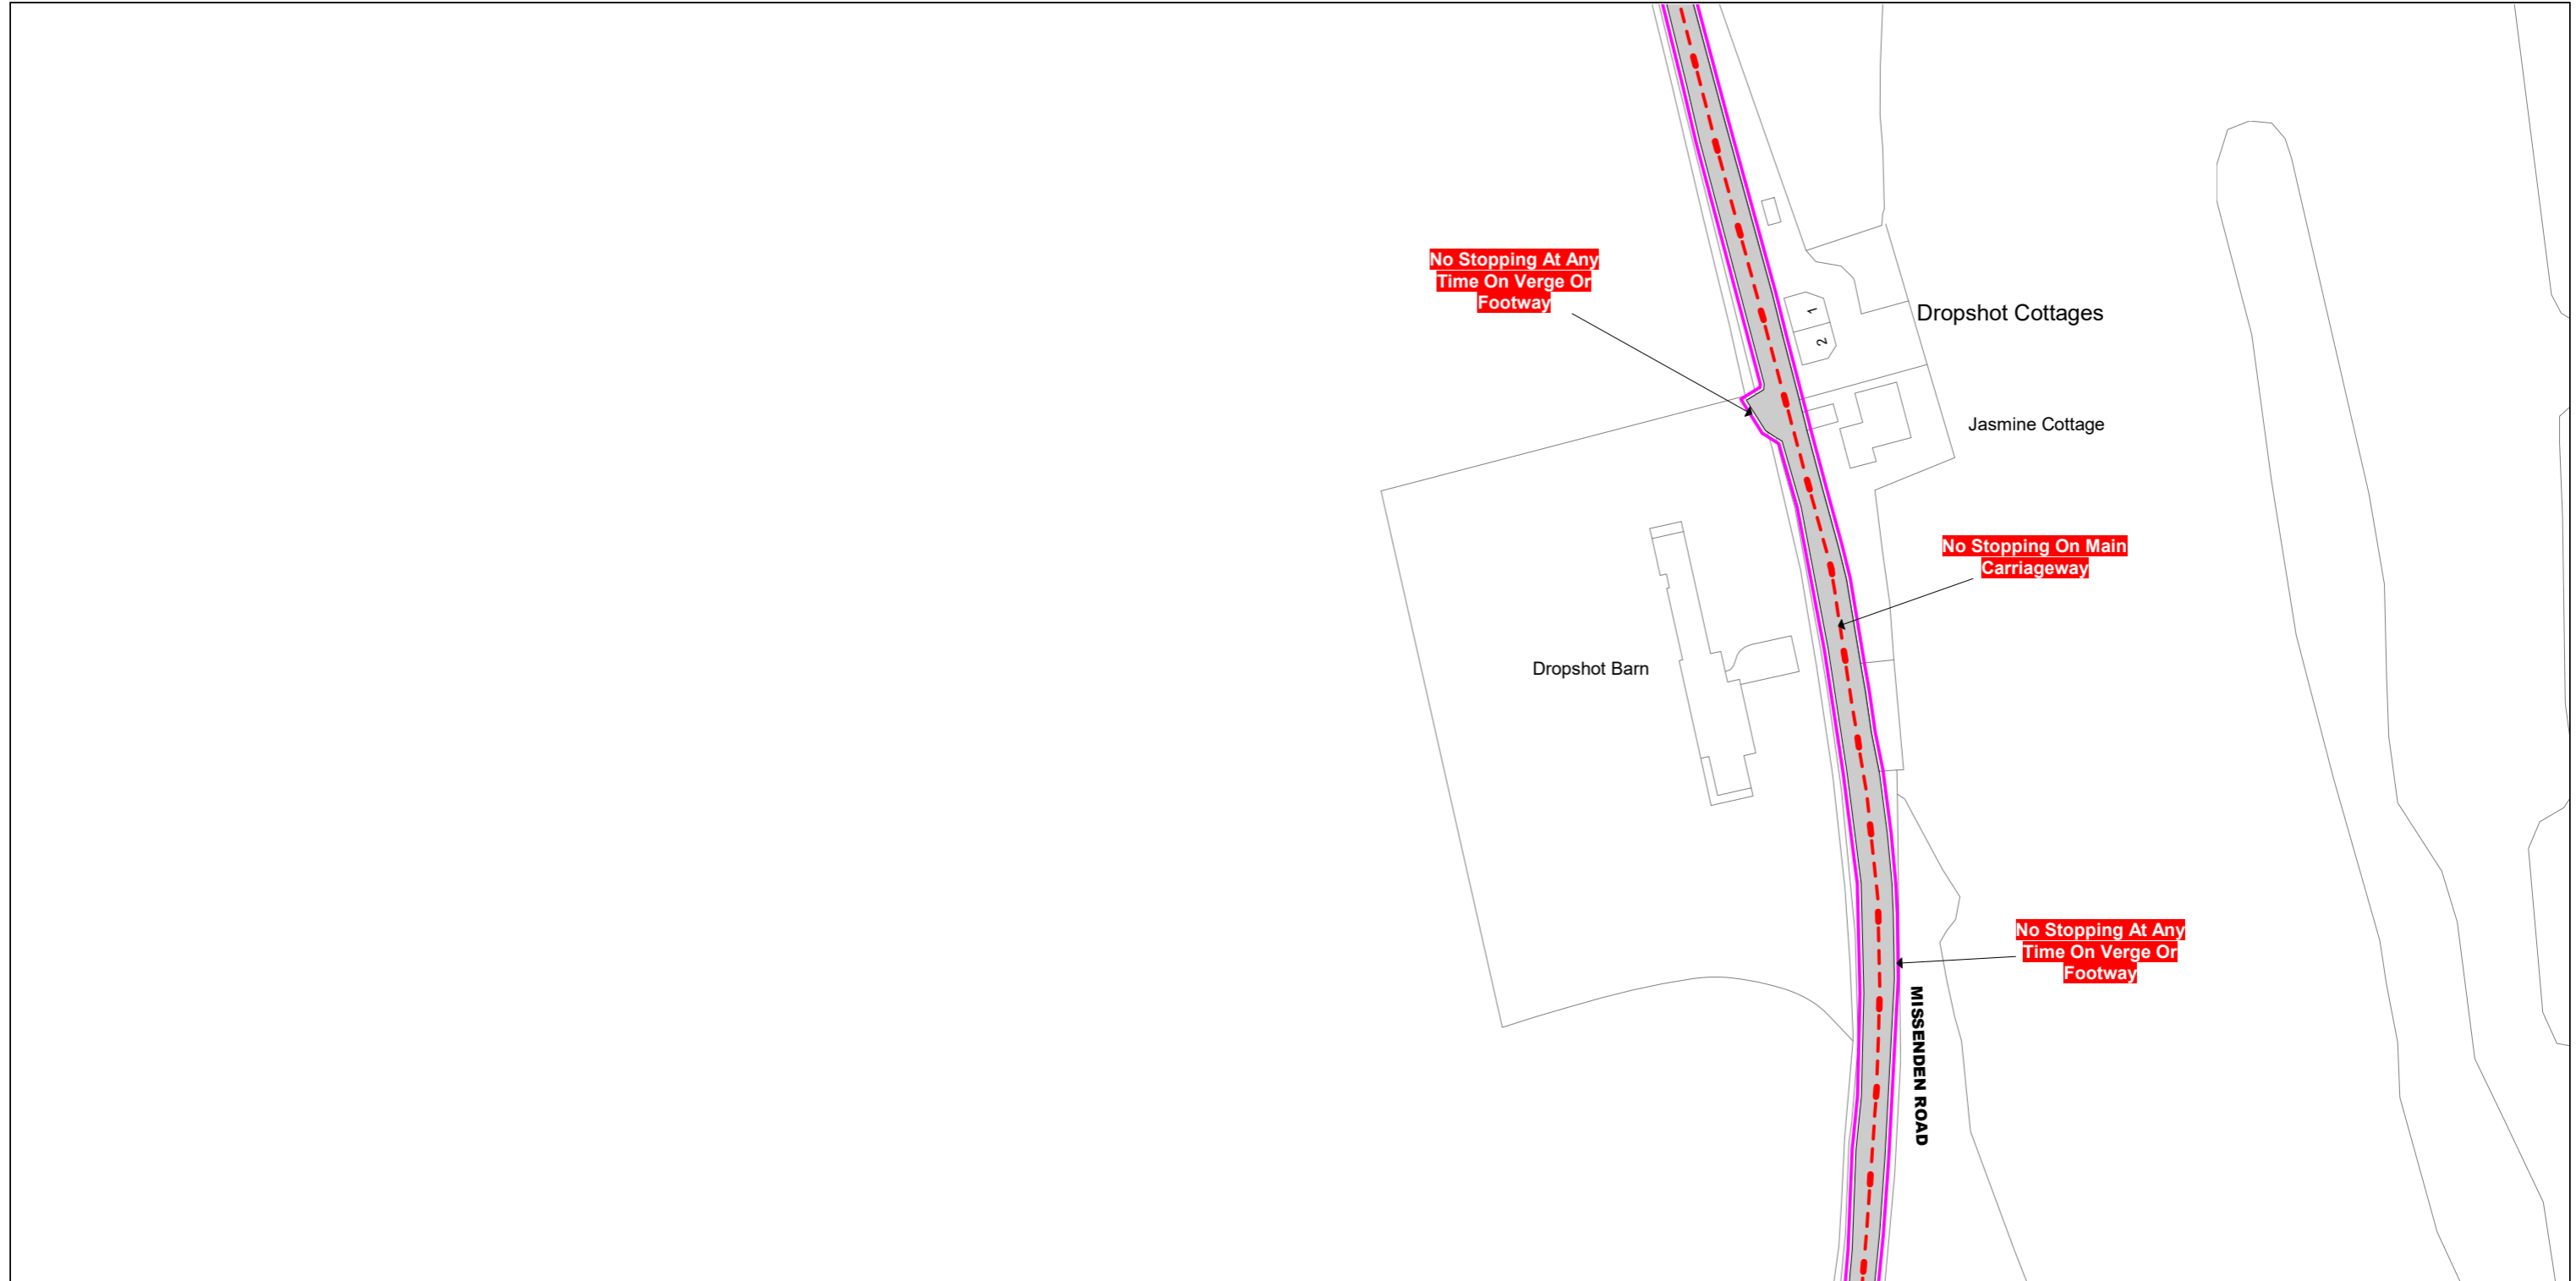 No Stopping At Any
Time On Verge Or
Footway
1
2
Dropshot Cottages
Jasmine Cottage
No Stopping On Main
Carriageway
Dropshot Barn
No Stopping At Any
Time On Verge Or
Footway
MISSENDEN ROAD